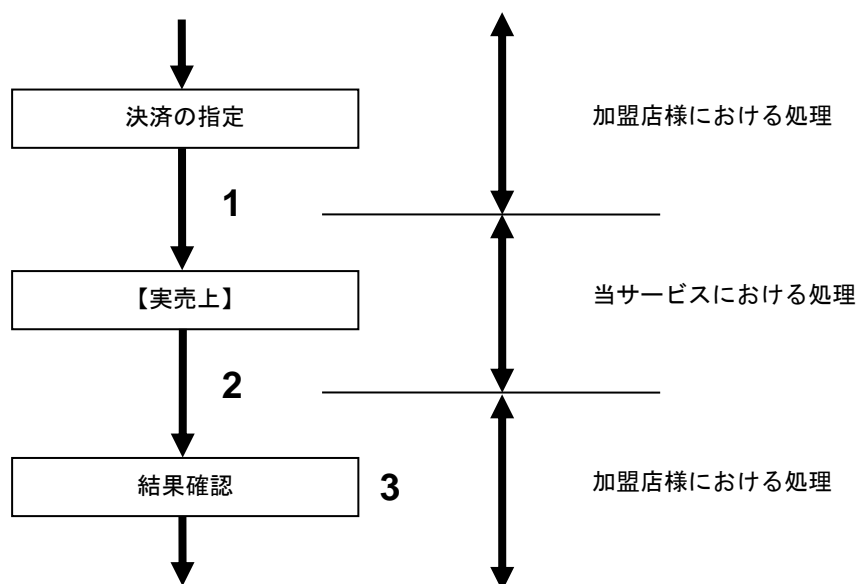 決済の指定
加盟店様における処理
1
【実売上】
当サービスにおける処理
2
結果確認
3
加盟店様における処理